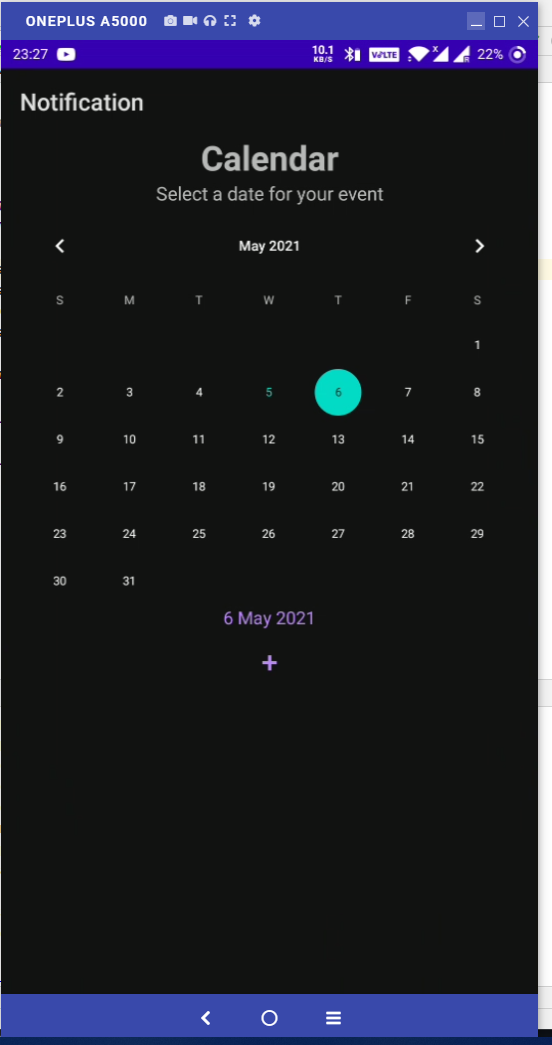 ONEPLUS A5000
23:27 10.1 KB/S VoLTE x R 22%
Notification
Calendar
Select a date for your event
May 2021
S M T W T F S
1
2 3 4 5 6 7 8
9 10 11 12 13 14 15
16 17 18 19 20 21 22
23 24 25 26 27 28 29
30 31
6 May 2021
+